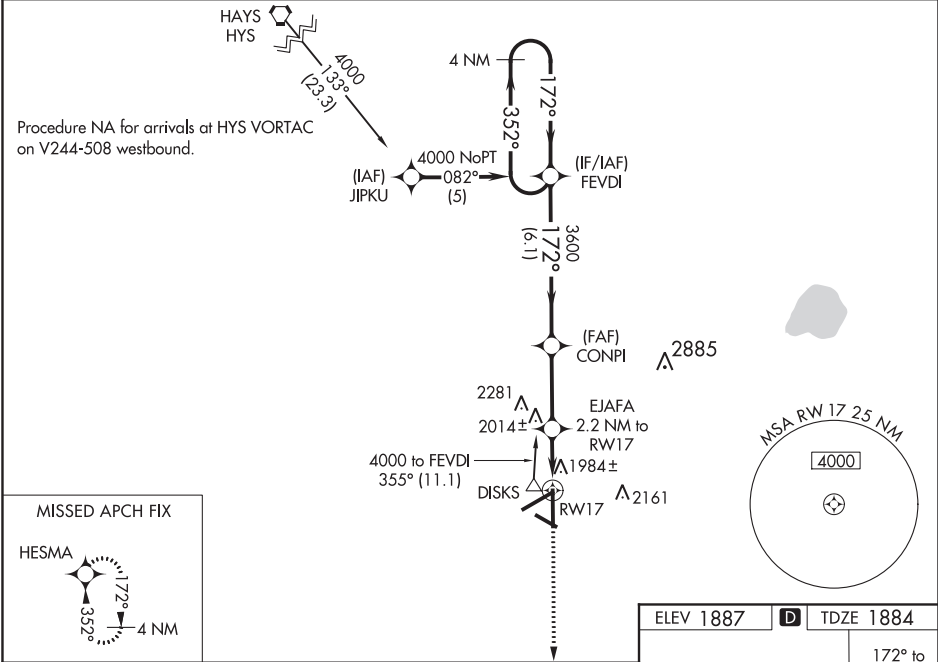 HAYS
HYS
4000
133°
(23.3)
Procedure NA for arrivals at HYS VORTAC
on V244-508 westbound.
4 NM
172°
352°
(IAF)
JIPKU
4000 NoPT
082°
(5)
(IF/IAF)
FEVDI
3600
172°
(6.1)
(FAF)
CONPI
2885
2281
2014±
EJAFA
2.2 NM to
RW17
4000 to FEVDI
355° (11.1)
1984±
DISKS
RW17
2161
MSA RW 17 25 NM
4000
MISSED APCH FIX
HESMA
172°
352°
4 NM
ELEV 1887 D TDZE 1884
172° to